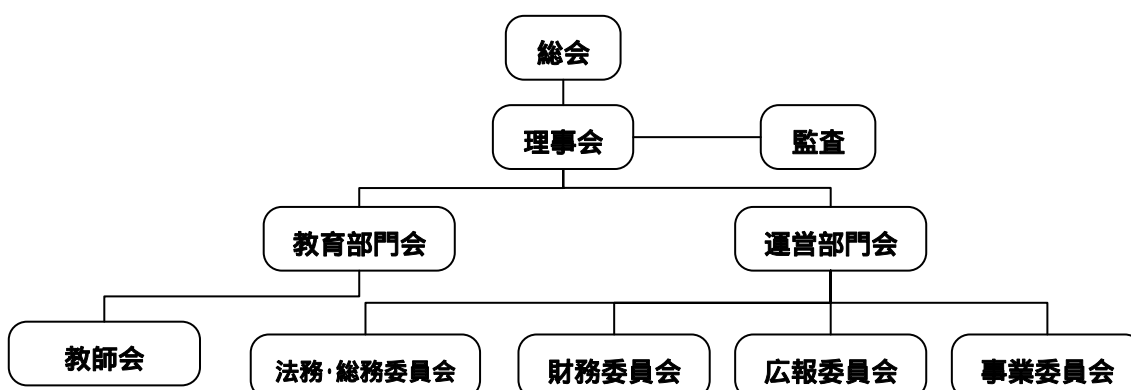 総会
理事会
監査
教育部門会
運営部門会
教師会
法務・総務委員会
財務委員会
広報委員会
事業委員会